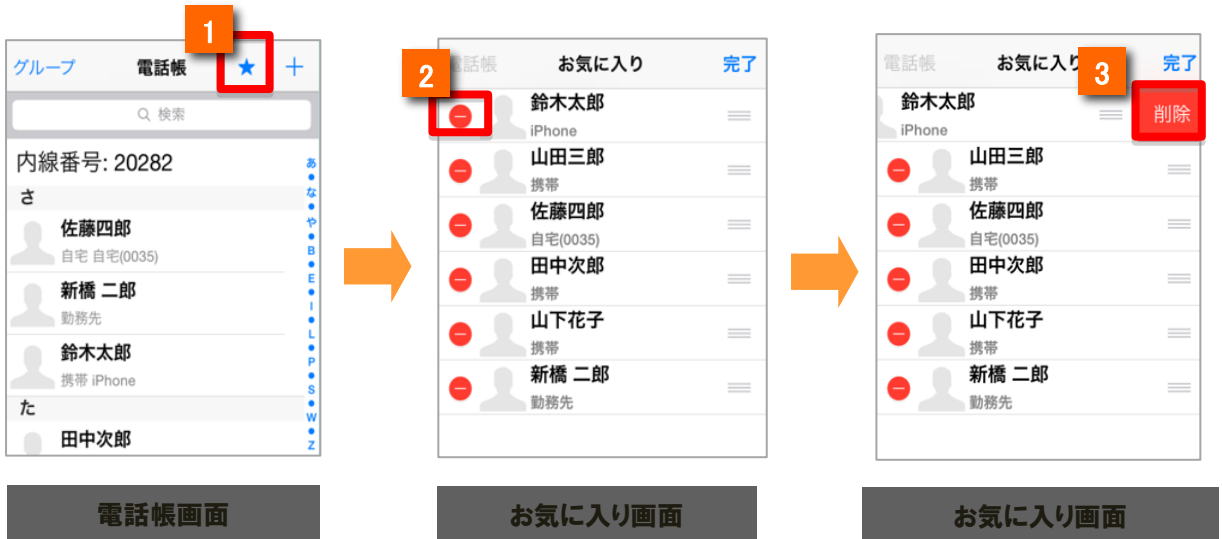 1
グループ 電話帳 ★ +
検索
内線番号: 20282
さ
佐藤四郎
自宅 自宅(0035)
新橋 二郎
勤務先
鈴木太郎
携帯 iPhone
た
田中次郎
あ
な
や
B
E
I
L
P
S
W
Z
電話帳画面
2
電話帳 お気に入り 完了
鈴木太郎
iPhone
山田三郎
携帯
佐藤四郎
自宅(0035)
田中次郎
携帯
山下花子
携帯
新橋 二郎
勤務先
お気に入り画面
3
電話帳 お気に入り 完了
鈴木太郎
iPhone
削除
山田三郎
携帯
佐藤四郎
自宅(0035)
田中次郎
携帯
山下花子
携帯
新橋 二郎
勤務先
お気に入り画面